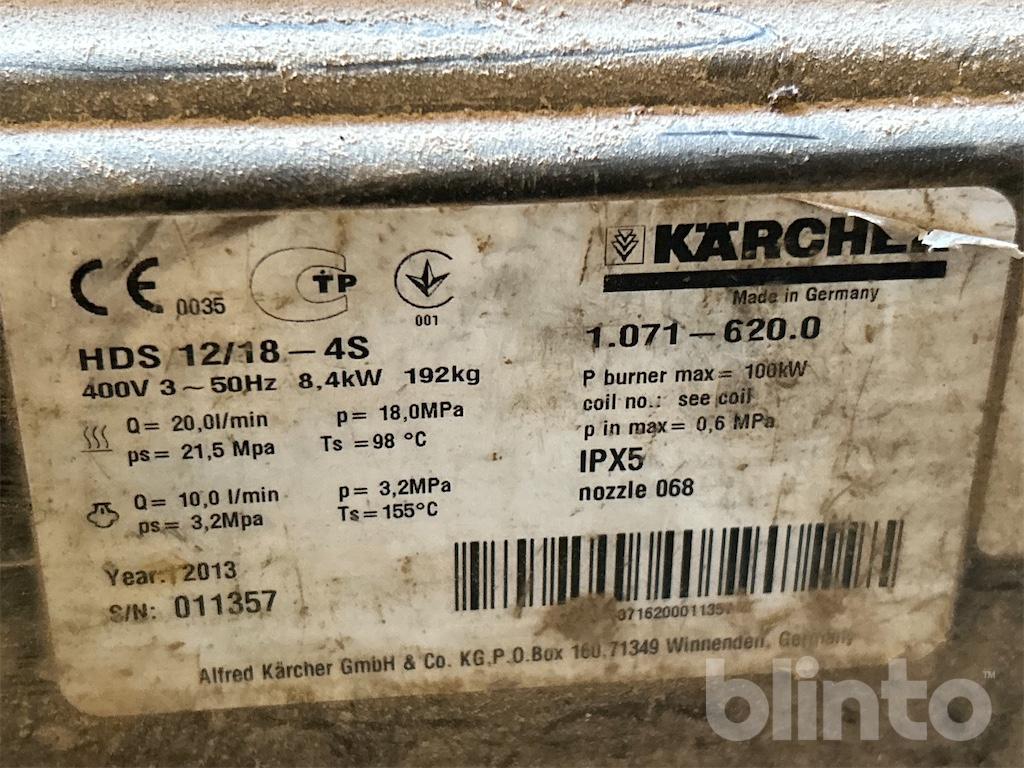 CE 0035
TP
001
KÄRCHER
Made in Germany
HDS 12/18-4S
400V 3~50Hz 8,4kW 192kg
Q= 20,0l/min p= 18,0MPa
ps= 21,5 Mpa Ts=98 °C
Q= 10,0 l/min p= 3,2MPa
ps= 3,2Mpa Ts=155°C
Year: 2013
S/N: 011357
1.071-620.0
P burner max= 100kW
coil no.: see coil
p in max= 0,6 MPa
IPX5
nozzle 068
Alfred Kärcher GmbH & Co. KG.P.O.Box 160.71349 Winnenden, Germany
blinto™